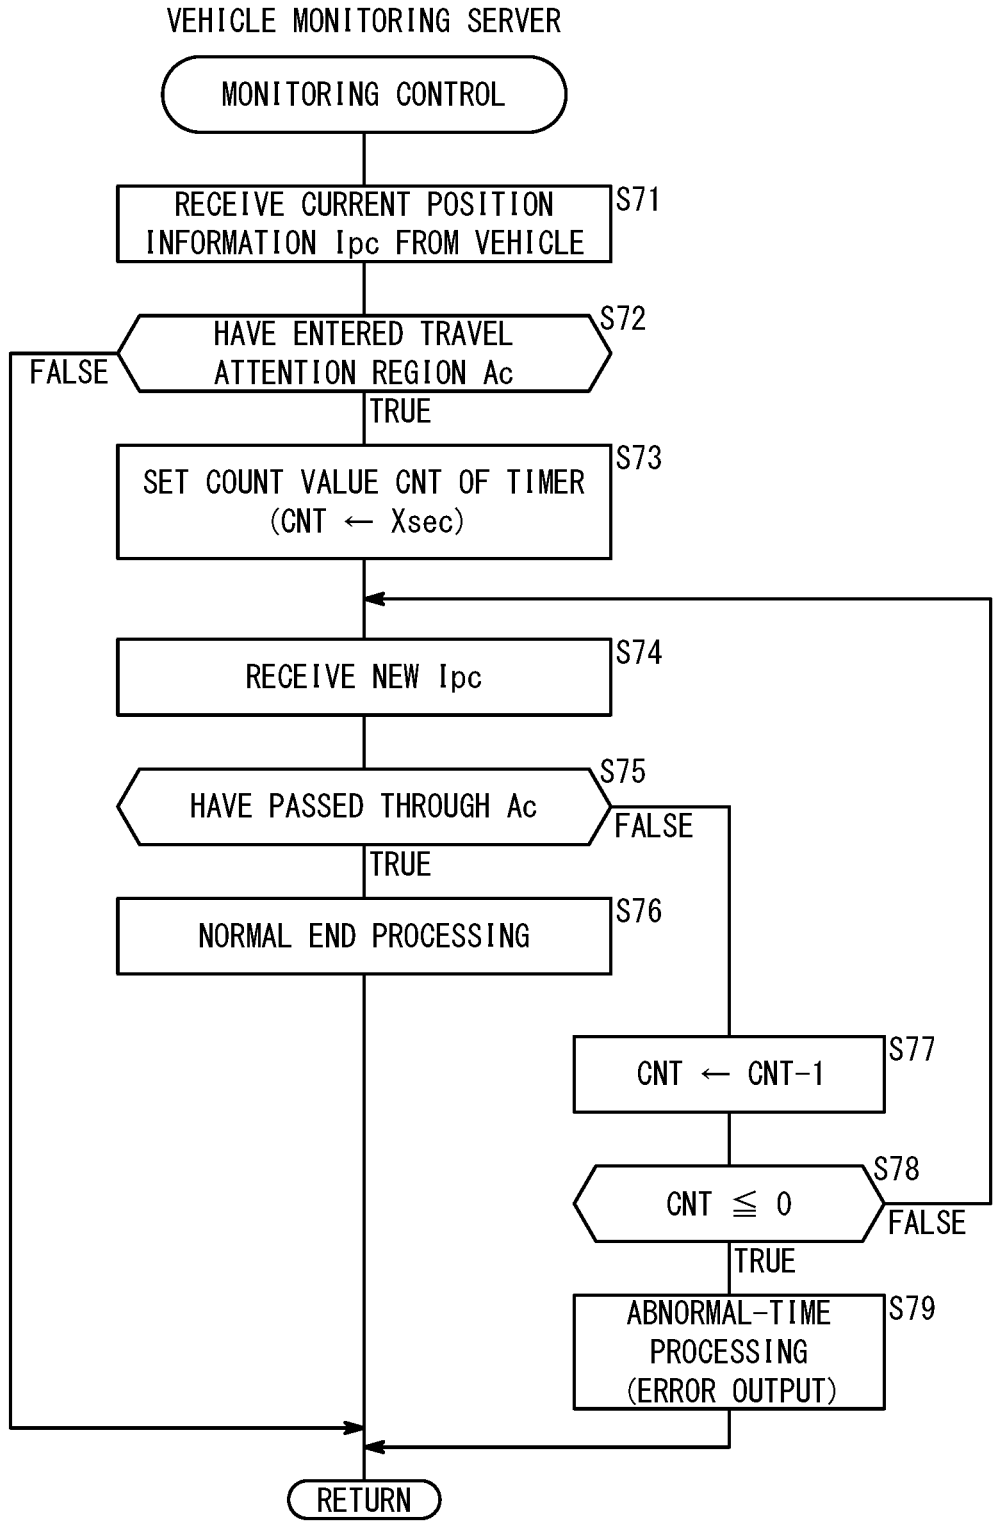 VEHICLE MONITORING SERVER
MONITORING CONTROL
S71
RECEIVE CURRENT POSITION
INFORMATION Ipc FROM VEHICLE
S72
HAVE ENTERED TRAVEL
ATTENTION REGION Ac
FALSE
TRUE
S73
SET COUNT VALUE CNT OF TIMER
(CNT ← Xsec)
S74
RECEIVE NEW Ipc
S75
HAVE PASSED THROUGH Ac
FALSE
TRUE
S76
NORMAL END PROCESSING
S77
CNT ← CNT-1
S78
CNT ≦ 0
FALSE
TRUE
S79
ABNORMAL-TIME
PROCESSING
(ERROR OUTPUT)
RETURN